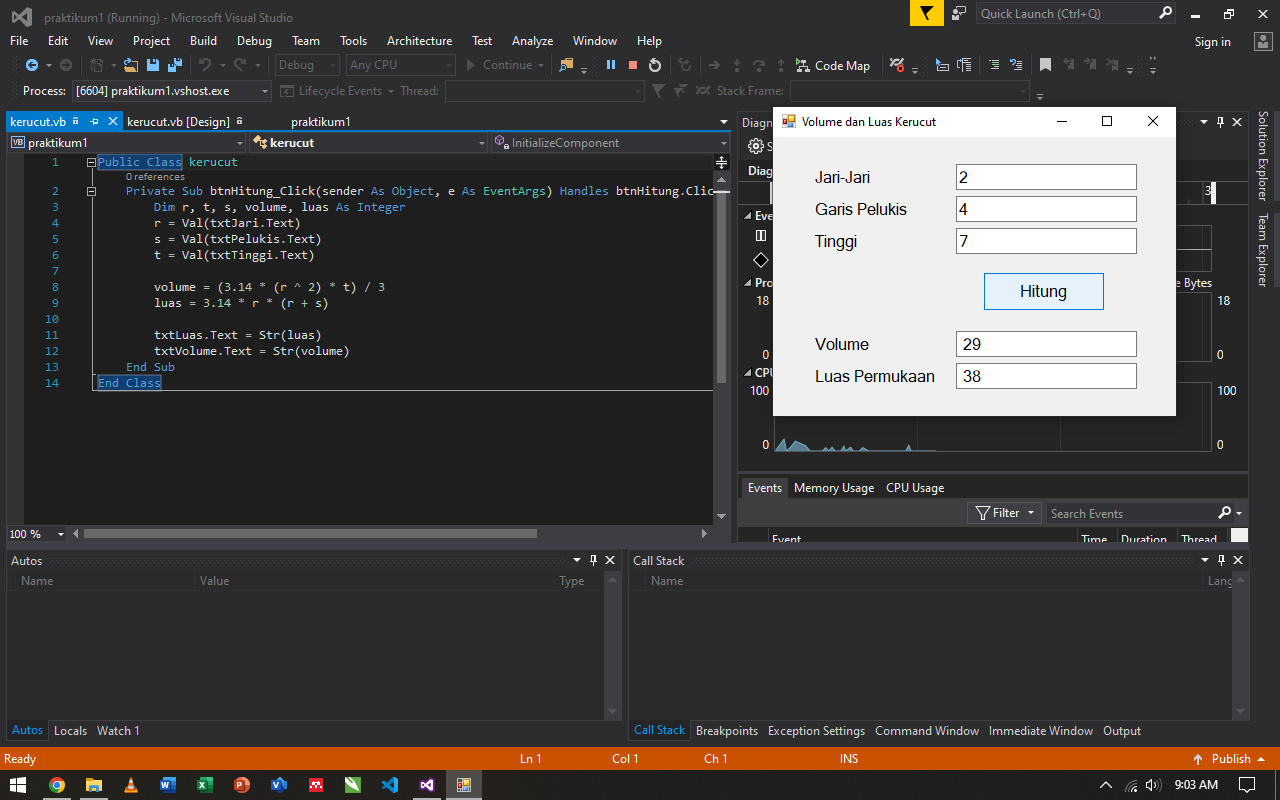 praktikum1 (Running) - Microsoft Visual Studio
Quick Launch (Ctrl+Q)
File Edit View Project Build Debug Team Tools Architecture Test Analyze Window Help
Sign in
Debug Any CPU Continue Code Map
Process: [6604] praktikum1.vshost.exe Lifecycle Events Thread: Stack Frame:
kerucut.vb kerucut.vb [Design] praktikum1
VB praktikum1 kerucut InitializeComponent
1 Public Class kerucut
0 references
2 Private Sub btnHitung_Click(sender As Object, e As EventArgs) Handles btnHitung.Clic
3 Dim r, t, s, volume, luas As Integer
4 r = Val(txtJari.Text)
5 s = Val(txtPelukis.Text)
6 t = Val(txtTinggi.Text)
7
8 volume = (3.14 * (r ^ 2) * t) / 3
9 luas = 3.14 * r * (r + s)
10
11 txtLuas.Text = Str(luas)
12 txtVolume.Text = Str(volume)
13 End Sub
14 End Class
100 %
Volume dan Luas Kerucut
Jari-Jari 2
Garis Pelukis 4
Tinggi 7
Hitung
Volume 29
Luas Permukaan 38
Solution Explorer
Team Explorer
18 18
0 0
100 100
0 0
Events Memory Usage CPU Usage
Filter Search Events
Event Time Duration Thread
Autos
Name Value Type
Autos Locals Watch 1
Call Stack
Name Lang
Call Stack Breakpoints Exception Settings Command Window Immediate Window Output
Ready Ln 1 Col 1 Ch 1 INS Publish
9:03 AM